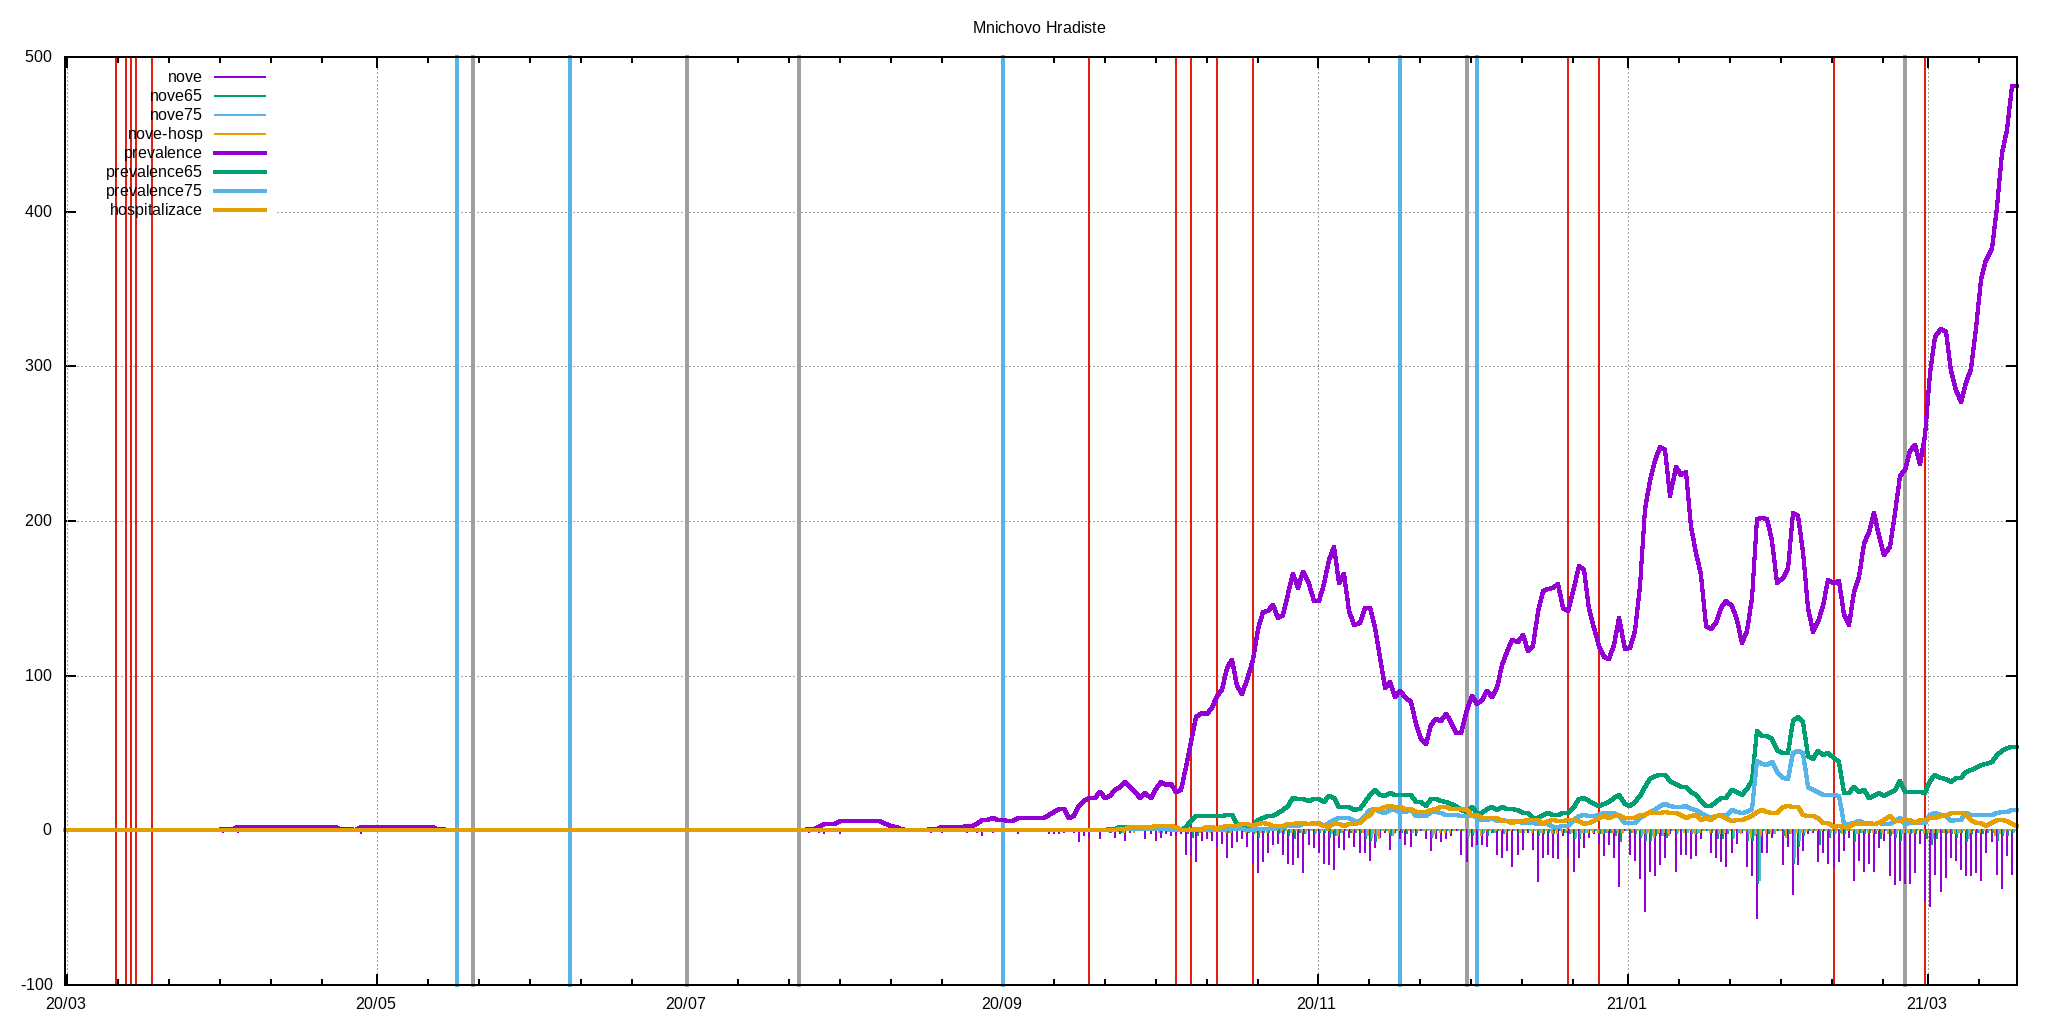 Mnichovo Hradiste
500
400
300
200
100
0
-100
nove
nove65
nove75
nove-hosp
prevalence
prevalence65
prevalence75
hospitalizace
20/03 20/05 20/07 20/09 20/11 21/01 21/03